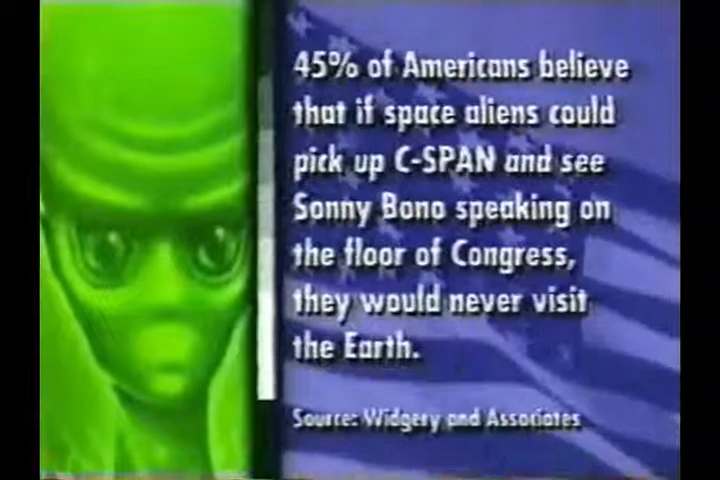 45% of Americans believe
that if space aliens could
pick up C-SPAN and see
Sonny Bono speaking on
the floor of Congress,
they would never visit
the Earth.
Source: Widgery and Associates